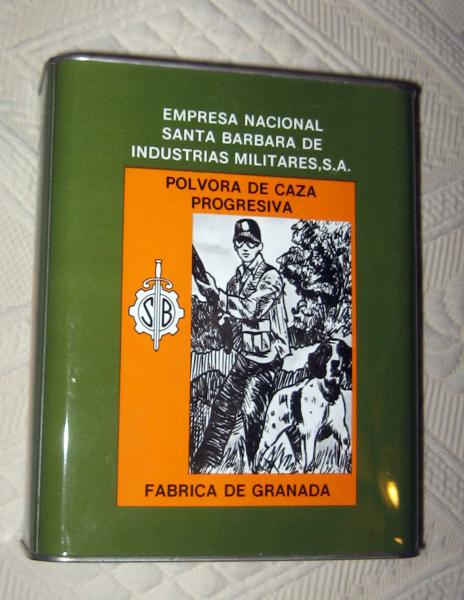 EMPRESA NACIONAL
SANTA BARBARA DE
INDUSTRIAS MILITARES,S.A.
POLVORA DE CAZA
PROGRESIVA
SB
FABRICA DE GRANADA